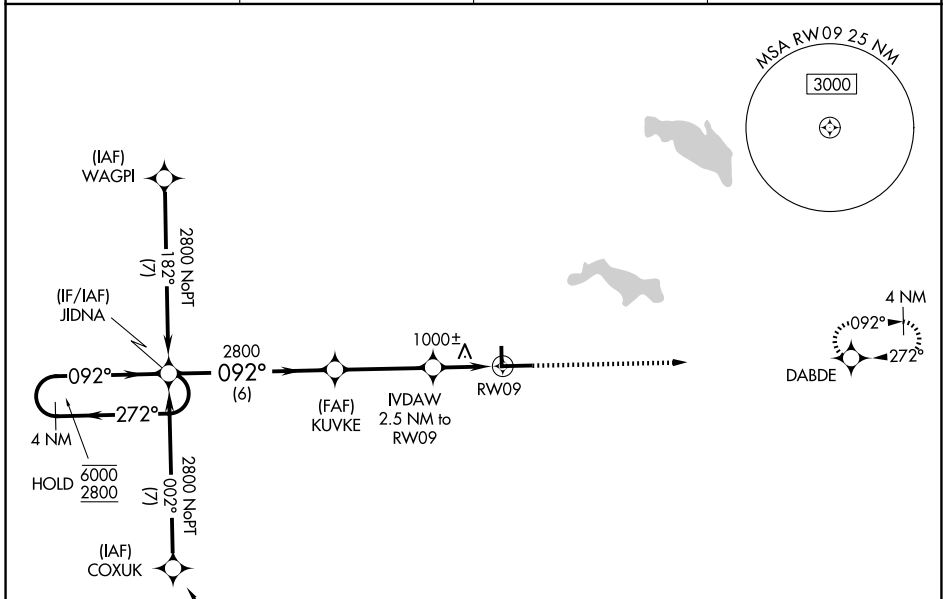 MSA RW09 25 NM
3000
(IAF)
WAGPI
2800 NoPT
182°
(7)
(IF/IAF)
JIDNA
092°
272°
4 NM
HOLD 6000
2800
2800
092°
(6)
(FAF)
KUVKE
1000±
IVDAW
2.5 NM to
RW09
RW09
4 NM
092°
272°
DABDE
2800 NoPT
002°
(7)
(IAF)
COXUK